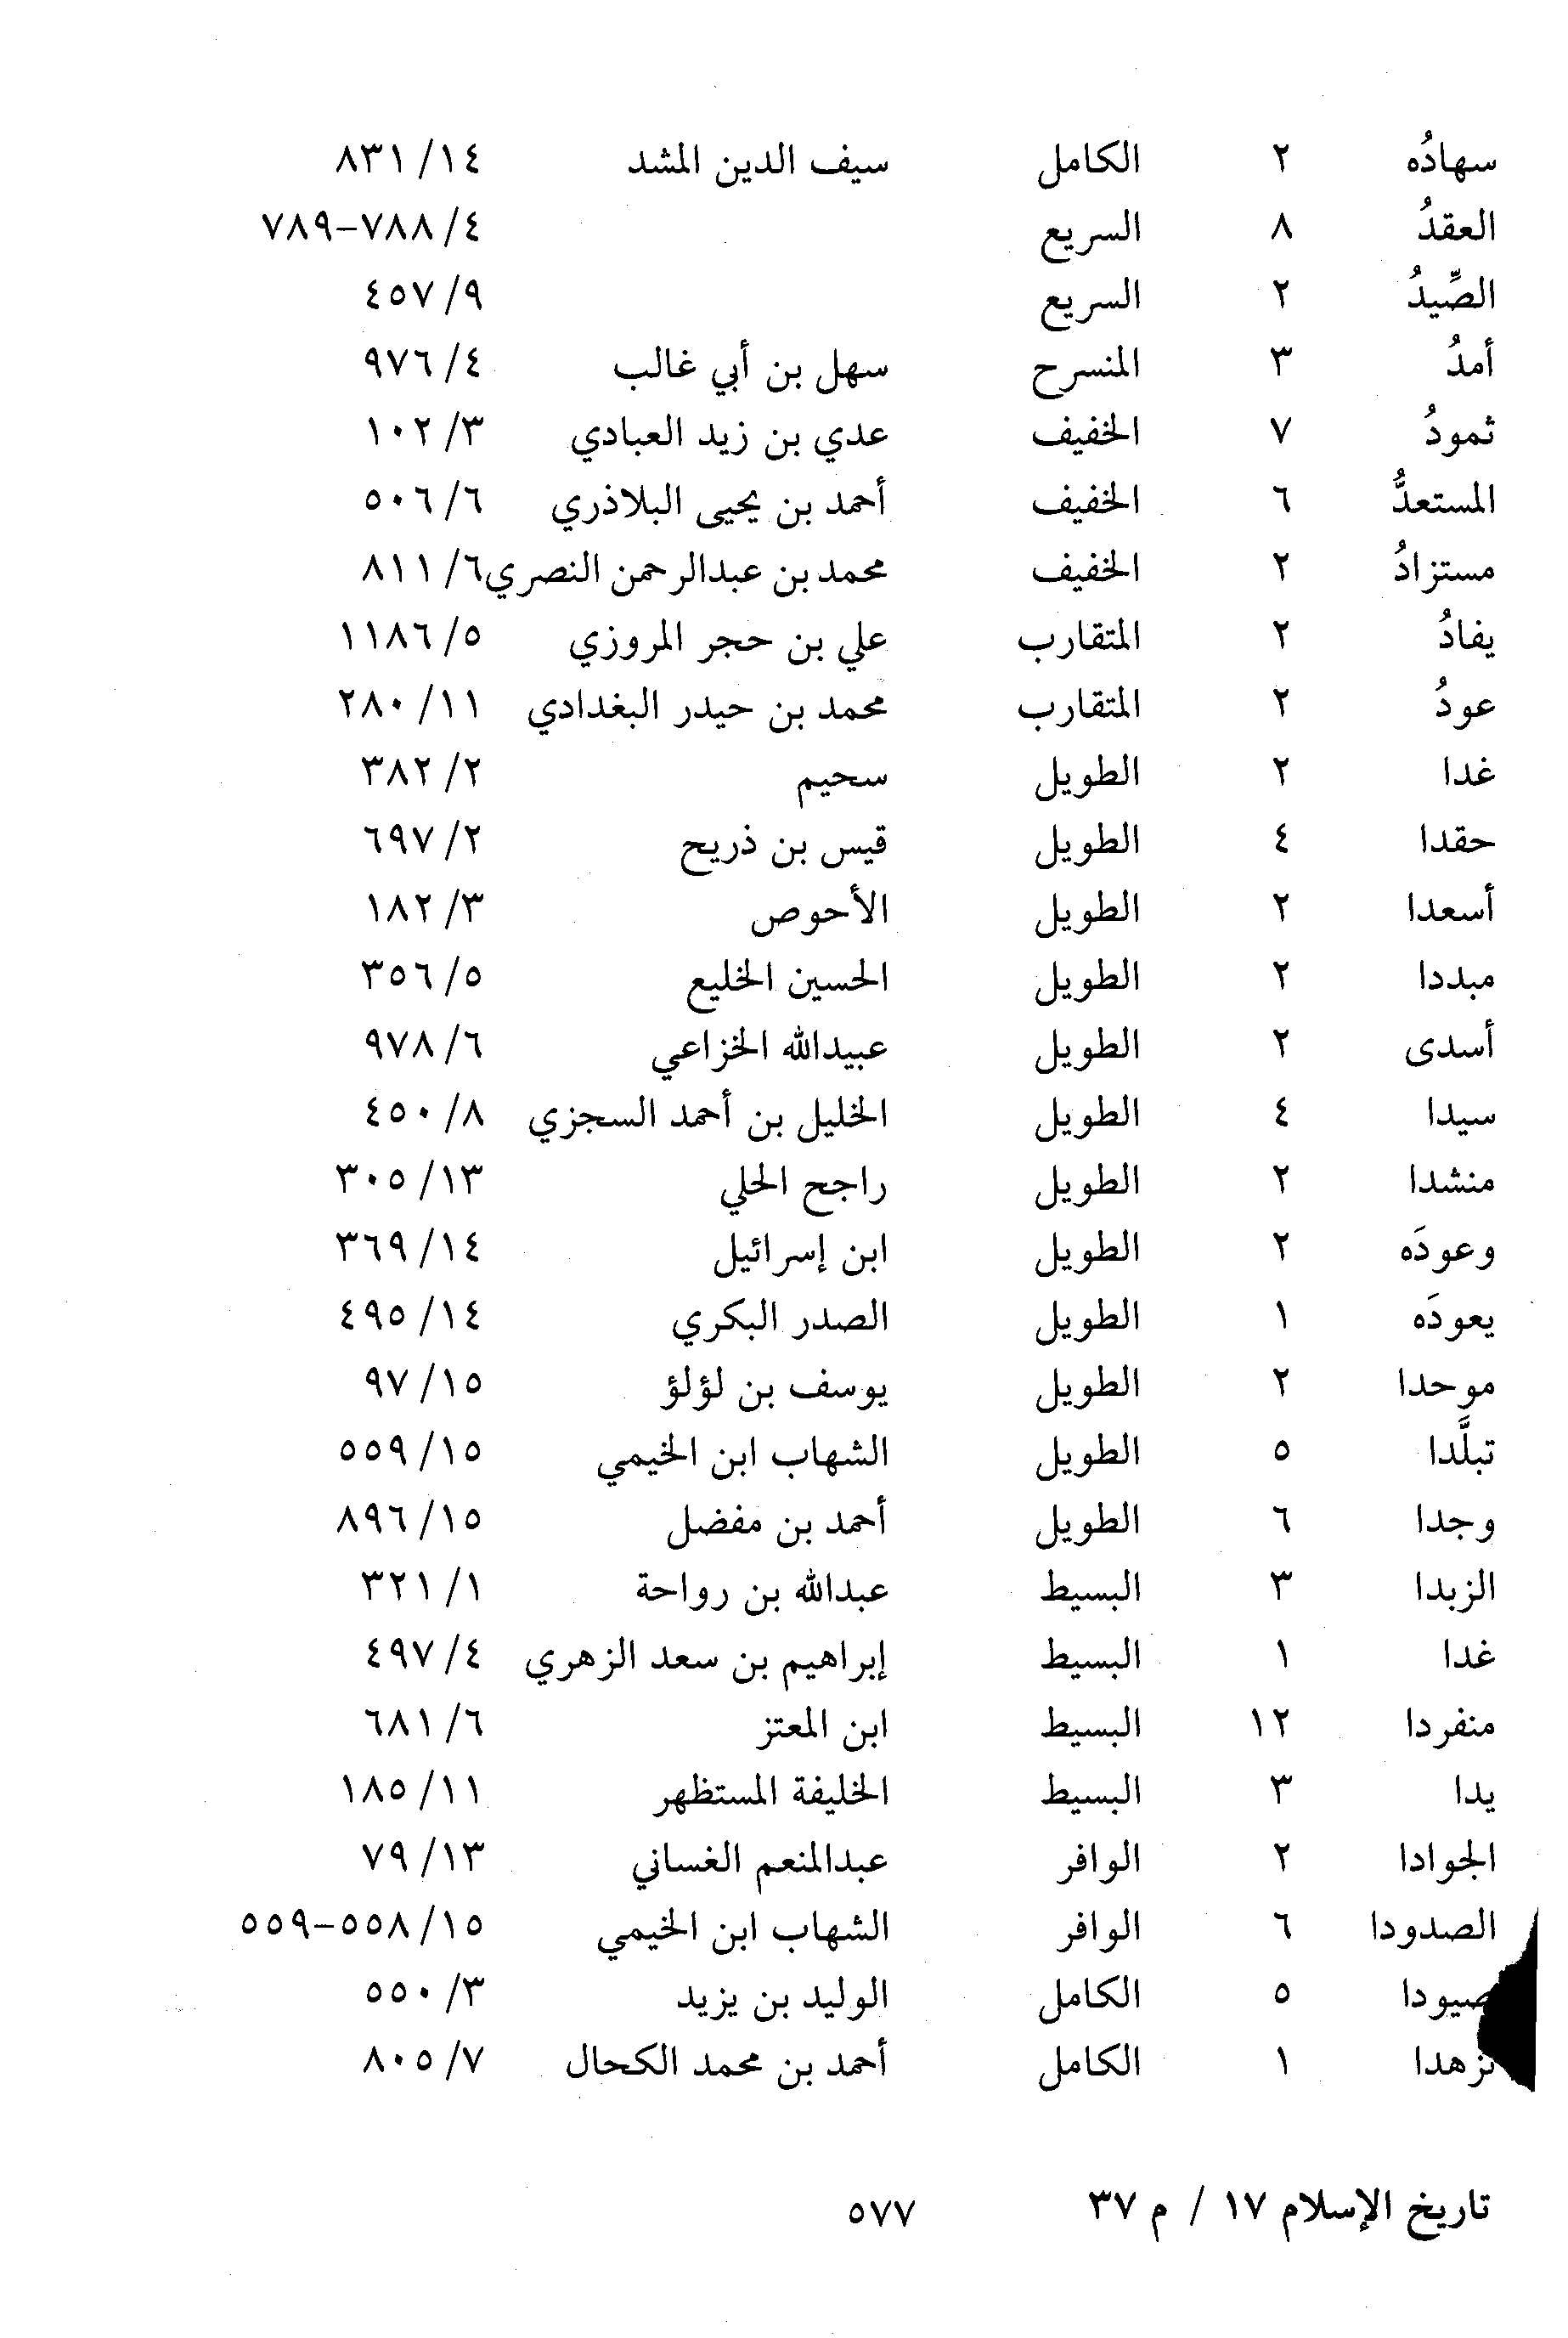 سهادُه ٢ الكامل سيف الدين المشد ١٤/ ٨٣١
العقدُ ٨ السريع ٤/ ٧٨٨-٧٨٩
الصِّيدُ ٢ السريع ٩/ ٤٥٧
أمدُ ٣ المنسرح سهل بن أبي غالب ٤/ ٩٧٦
ثمودُ ٧ الخفيف عدي بن زيد العبادي ٣/ ١٠٢
المستعدُّ ٦ الخفيف أحمد بن يحيى البلاذري ٦/ ٥٠٦
مستزادُ ٢ الخفيف محمد بن عبدالرحمن النصري ٦/ ٨١١
يفادُ ٢ المتقارب علي بن حجر المروزي ٥/ ١١٨٦
عودُ ٢ المتقارب محمد بن حيدر البغدادي ١١/ ٢٨٠
غدا ٢ الطويل سحيم ٢/ ٣٨٢
حقدا ٤ الطويل قيس بن ذريح ٢/ ٦٩٧
أسعدا ٢ الطويل الأحوص ٣/ ١٨٢
مبددا ٢ الطويل الحسين الخليع ٥/ ٣٥٦
أسدى ٢ الطويل عبيدالله الخزاعي ٦/ ٩٧٨
سيدا ٤ الطويل الخليل بن أحمد السجزي ٨/ ٤٥٠
منشدا ٢ الطويل راجح الحلي ١٣/ ٣٠٥
وعودَه ٢ الطويل ابن إسرائيل ١٤/ ٣٦٩
يعودَه ١ الطويل الصدر البكري ١٤/ ٤٩٥
موحدا ٢ الطويل يوسف بن لؤلؤ ١٥/ ٩٧
تبلَّدا ٥ الطويل الشهاب ابن الخيمي ١٥/ ٥٥٩
وجدا ٦ الطويل أحمد بن مفضل ١٥/ ٨٩٦
الزبدا ٣ البسيط عبدالله بن رواحة ١/ ٣٢١
غدا ١ البسيط إبراهيم بن سعد الزهري ٤/ ٤٩٧
منفردا ١٢ البسيط ابن المعتز ٦/ ٦٨١
يدا ٣ البسيط الخليفة المستظهر ١١/ ١٨٥
الجوادا ٢ الوافر عبدالمنعم الغساني ١٣/ ٧٩
الصدودا ٦ الوافر الشهاب ابن الخيمي ١٥/ ٥٥٨-٥٥٩
صيودا ٥ الكامل الوليد بن يزيد ٣/ ٥٥٠
تزهدا ١ الكامل أحمد بن محمد الكحال ٧/ ٨٠٥
تاريخ الإسلام ١٧ / م ٣٧ ٥٧٧